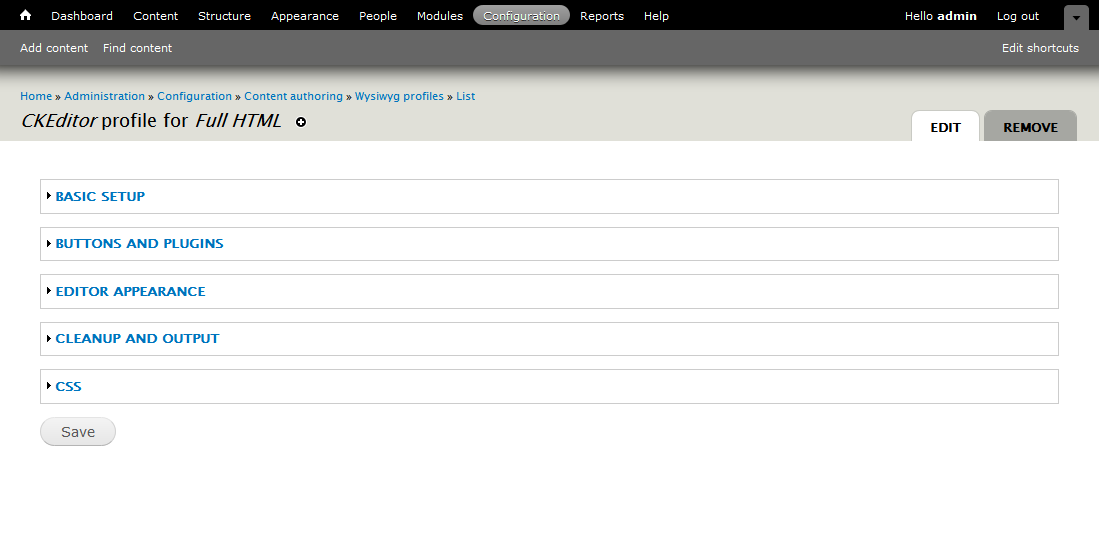 Dashboard Content Structure Appearance People Modules Configuration Reports Help Hello admin Log out
Add content Find content Edit shortcuts
Home » Administration » Configuration » Content authoring » Wysiwyg profiles » List
CKEditor profile for Full HTML
EDIT REMOVE
BASIC SETUP
BUTTONS AND PLUGINS
EDITOR APPEARANCE
CLEANUP AND OUTPUT
CSS
Save